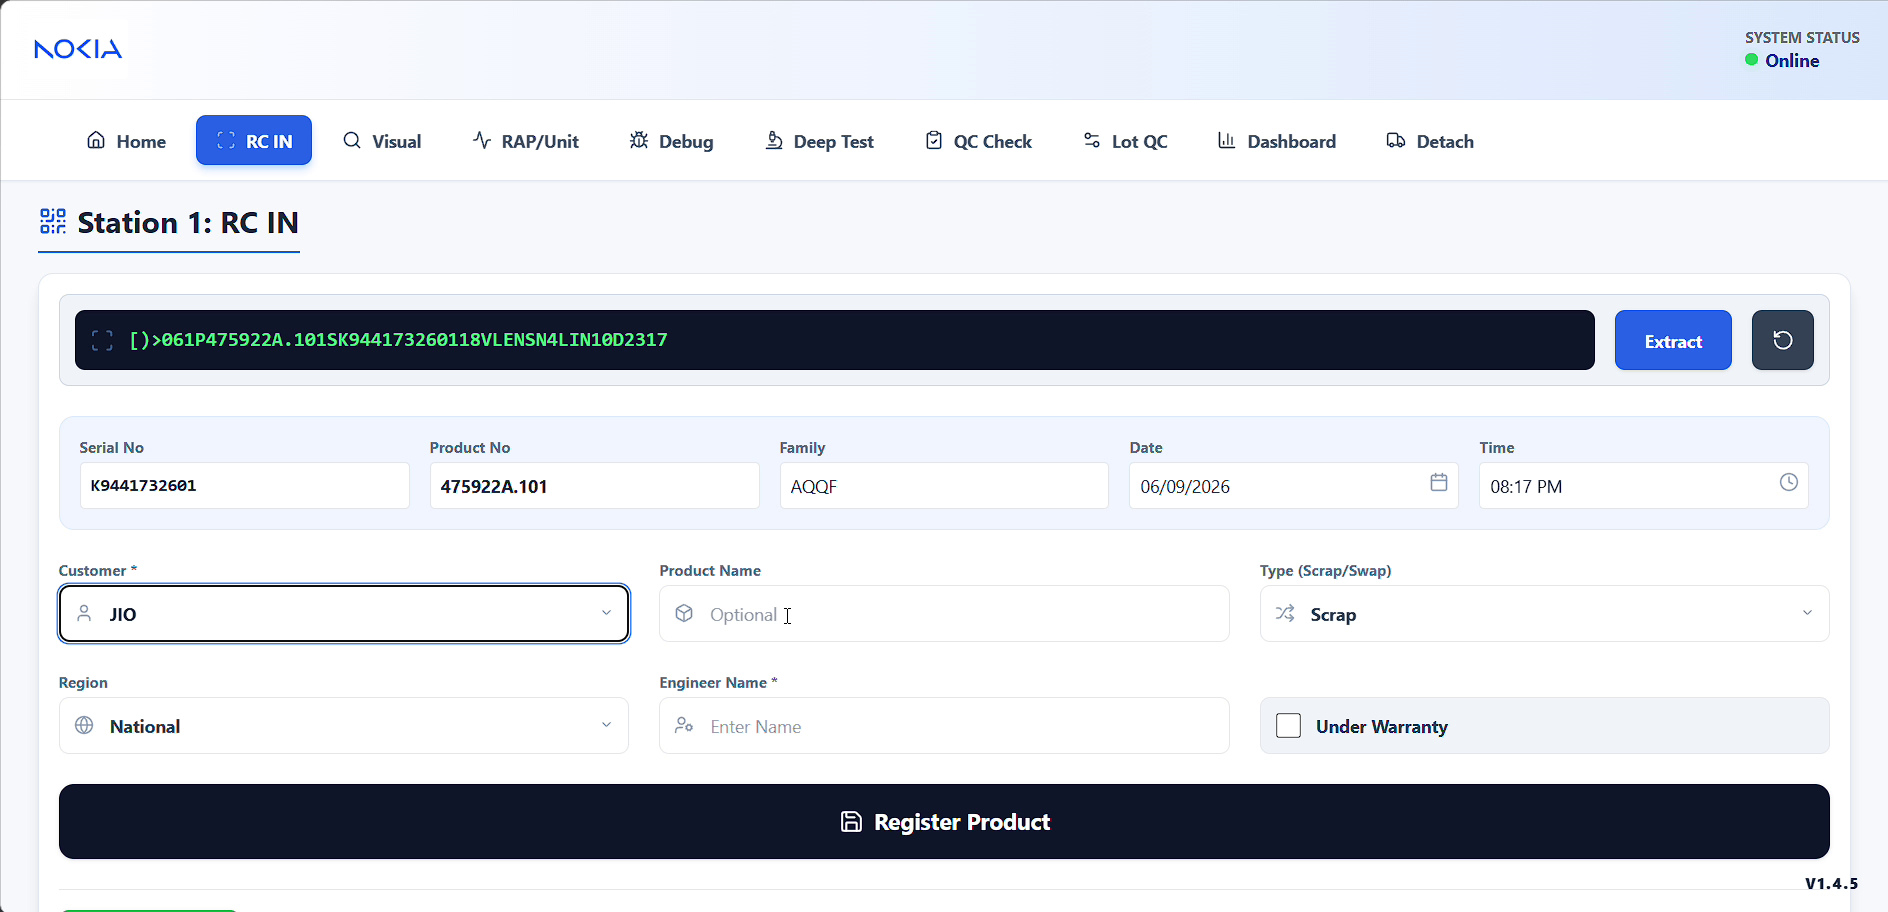 NOKIA
SYSTEM STATUS
Online
Home RC IN Visual RAP/Unit Debug Deep Test QC Check Lot QC Dashboard Detach
Station 1: RC IN
[)>061P475922A.101SK944173260118VLENSN4LIN10D2317
Extract
Serial No Product No Family Date Time
K9441732601 475922A.101 AQQF 06/09/2026 08:17 PM
Customer * Product Name Type (Scrap/Swap)
JIO Optional Scrap
Region Engineer Name *
National Enter Name Under Warranty
Register Product
V1.4.5